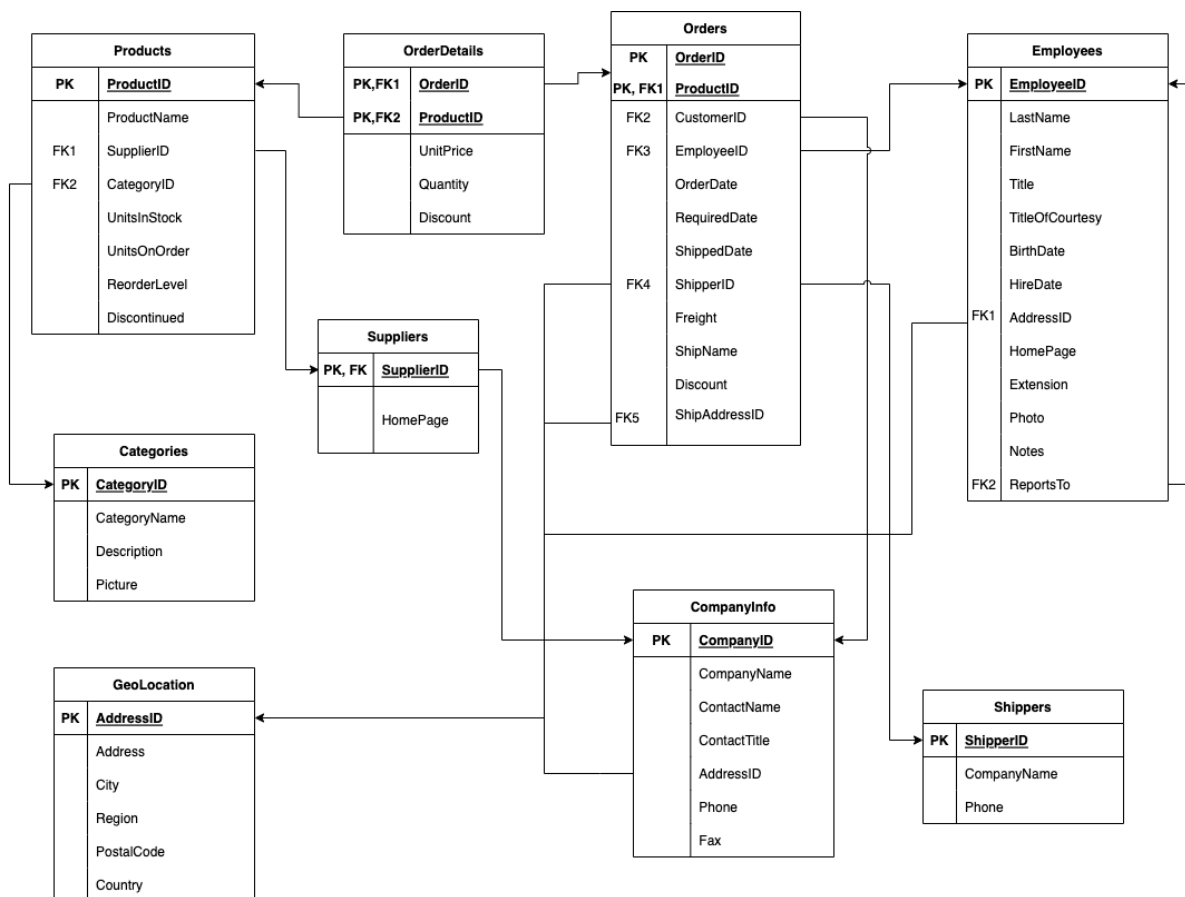 Products
PK ProductID
ProductName
FK1 SupplierID
FK2 CategoryID
UnitsInStock
UnitsOnOrder
ReorderLevel
Discontinued
OrderDetails
PK,FK1 OrderID
PK,FK2 ProductID
UnitPrice
Quantity
Discount
Orders
PK OrderID
PK, FK1 ProductID
FK2 CustomerID
FK3 EmployeeID
OrderDate
RequiredDate
ShippedDate
FK4 ShipperID
Freight
ShipName
Discount
FK5 ShipAddressID
Employees
PK EmployeeID
LastName
FirstName
Title
TitleOfCourtesy
BirthDate
HireDate
FK1 AddressID
HomePage
Extension
Photo
Notes
FK2 ReportsTo
Suppliers
PK, FK SupplierID
HomePage
Categories
PK CategoryID
CategoryName
Description
Picture
CompanyInfo
PK CompanyID
CompanyName
ContactName
ContactTitle
AddressID
Phone
Fax
GeoLocation
PK AddressID
Address
City
Region
PostalCode
Country
Shippers
PK ShipperID
CompanyName
Phone